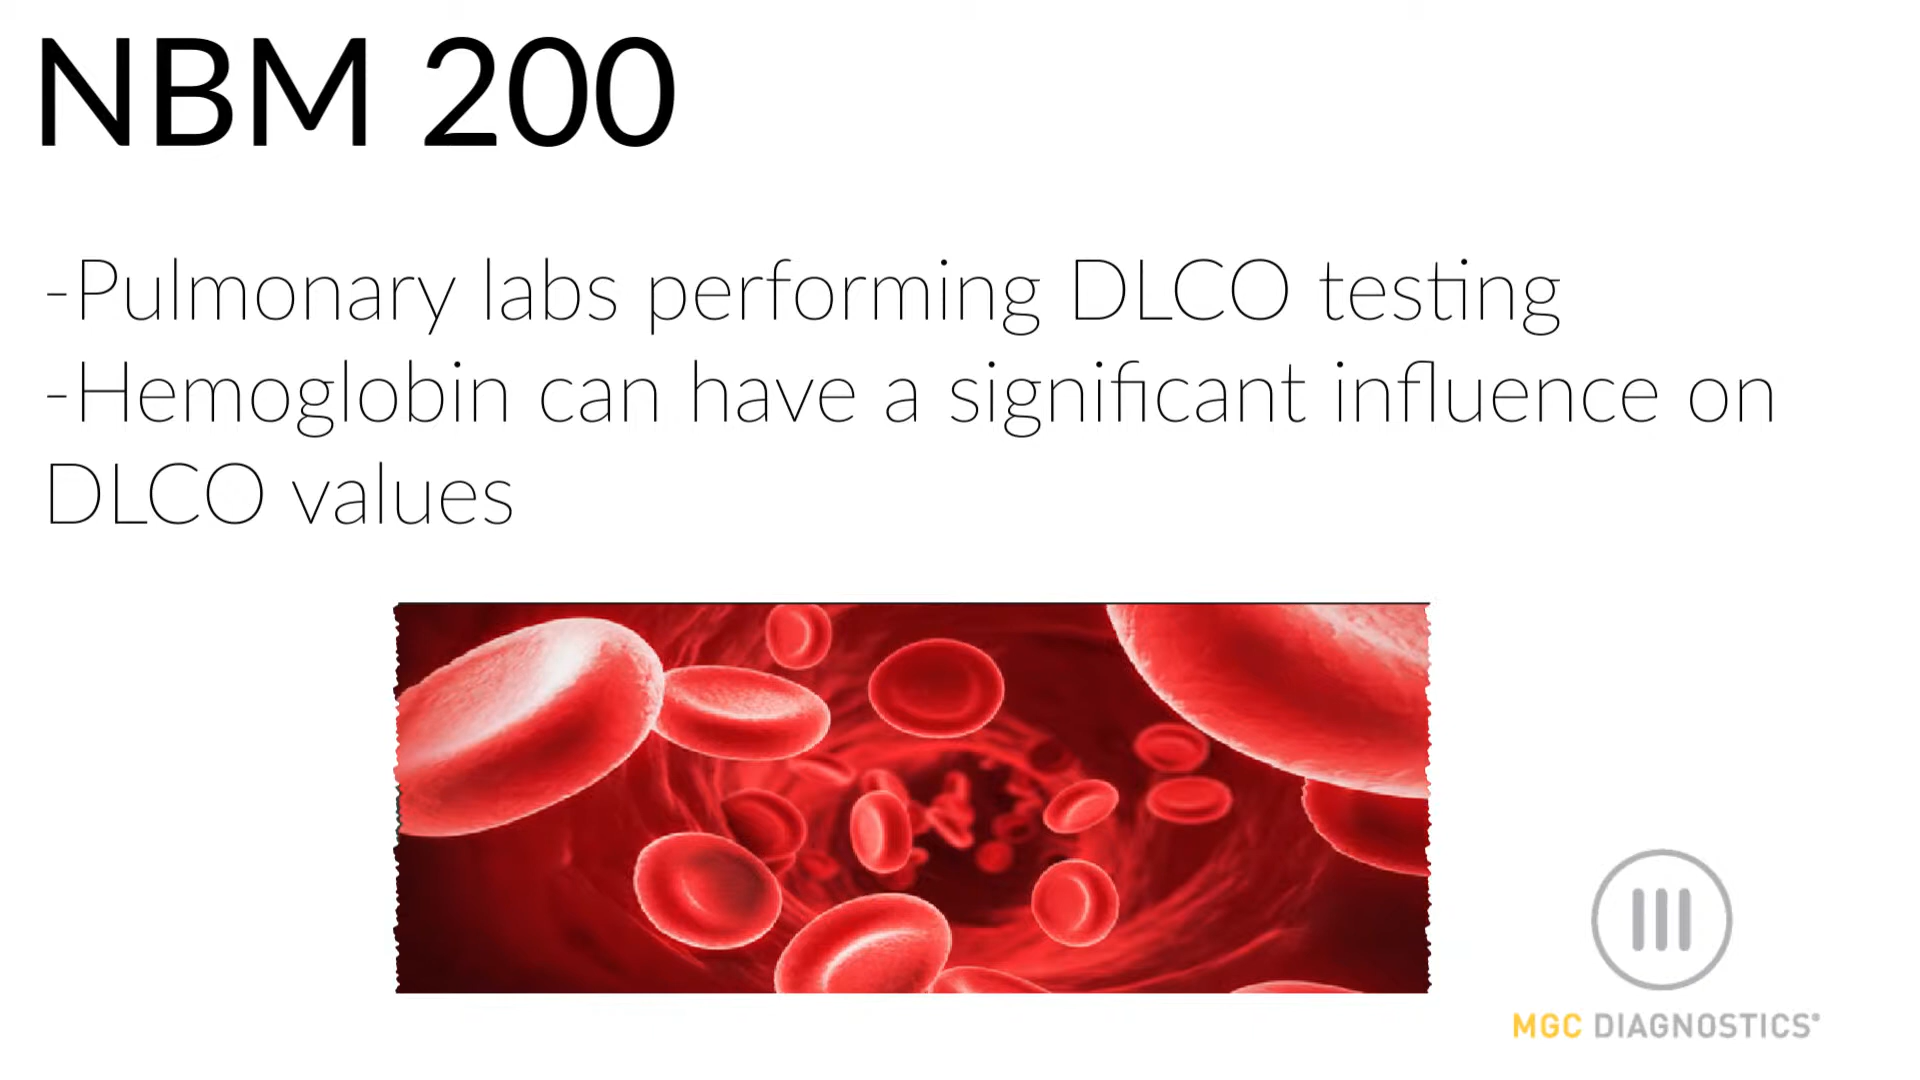 NBM 200
-Pulmonary labs performing DLCO testing
-Hemoglobin can have a significant influence on
DLCO values
MGC DIAGNOSTICS®